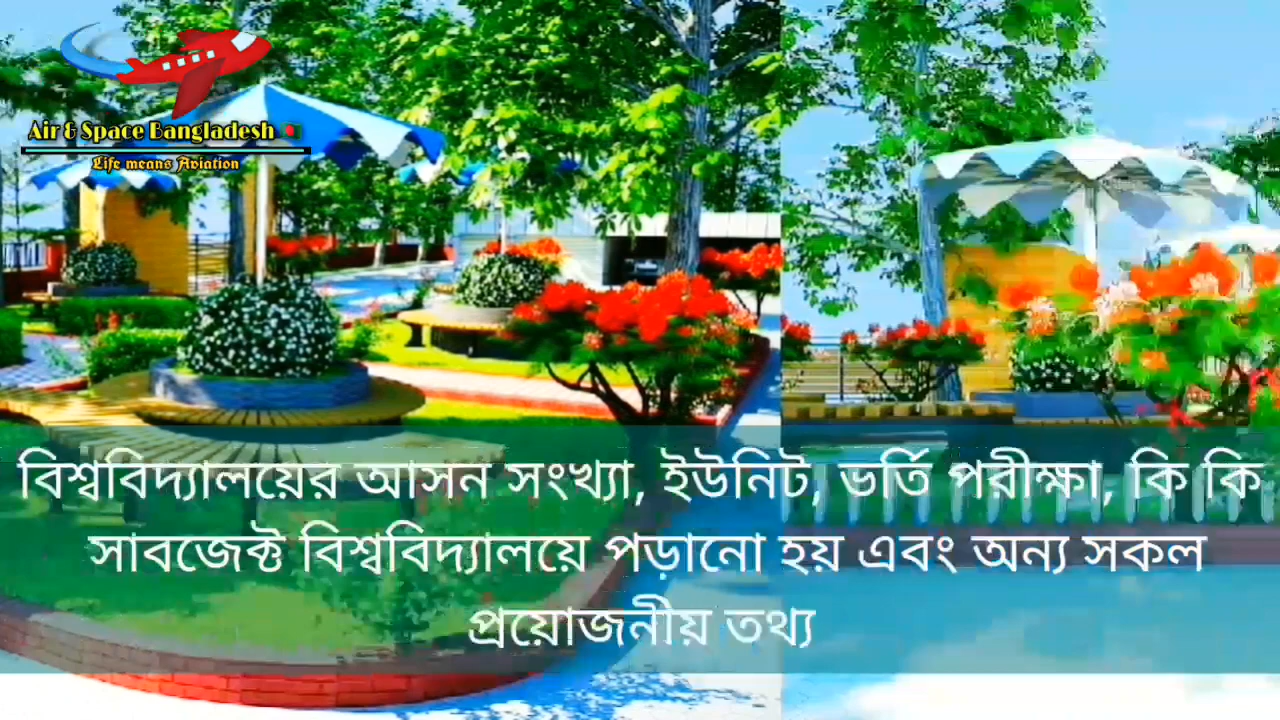 Air & Space Bangladesh
Life means Aviation
বিশ্ববিদ্যালয়ের আসন সংখ্যা, ইউনিট, ভর্তি পরীক্ষা, কি কি
সাবজেক্ট বিশ্ববিদ্যালয়ে পড়ানো হয় এবং অন্য সকল
প্রয়োজনীয় তথ্য